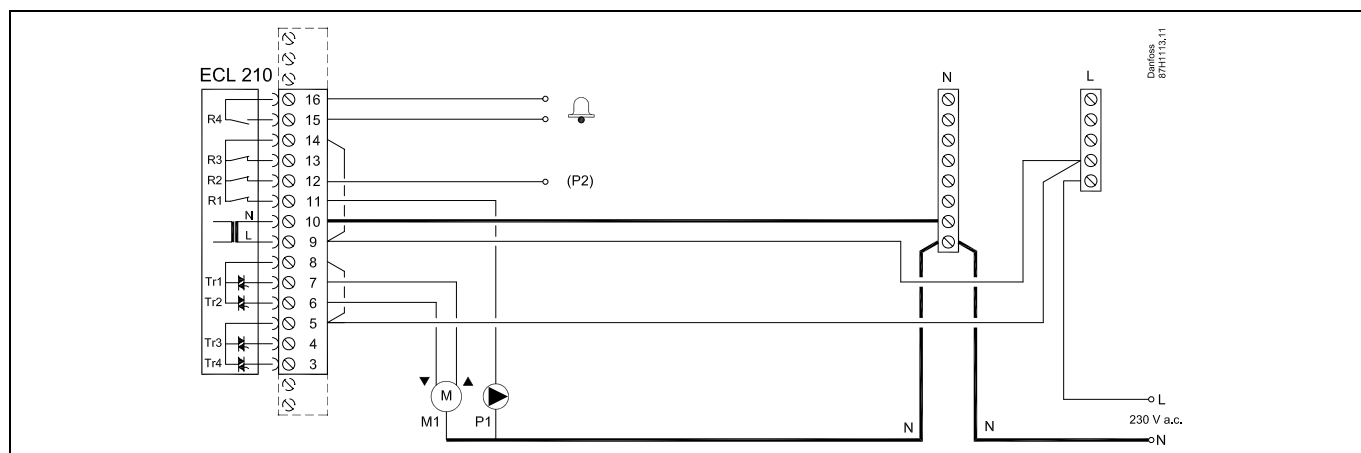 Danfoss
87H1113.11
ECL 210
N
L
16
R4
15
14
R3
13
R2
12
(P2)
R1
11
N
10
L
9
8
Tr1
7
Tr2
6
5
Tr3
4
Tr4
3
M
M1
P1
N
N
L
230 V a.c.
N